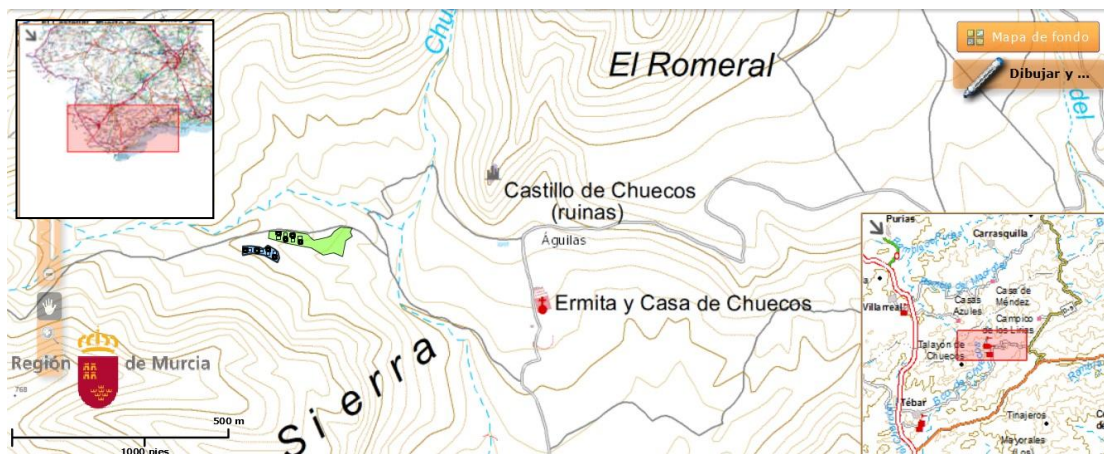 Mapa de fondo
Dibujar y ...
El Romeral
Chu
del
Castillo de Chuecos
(ruinas)
Águilas
Ermita y Casa de Chuecos
Sierra
Región de Murcia
768
500 m
1000 pies
Purias
Carrasquilla
Villarreal
Casas
Azules
Casa de
Méndez
Campico
de los Lirias
Talayón de
Chuecos
Tébar
Tinajeros
Mayorales
(Los)